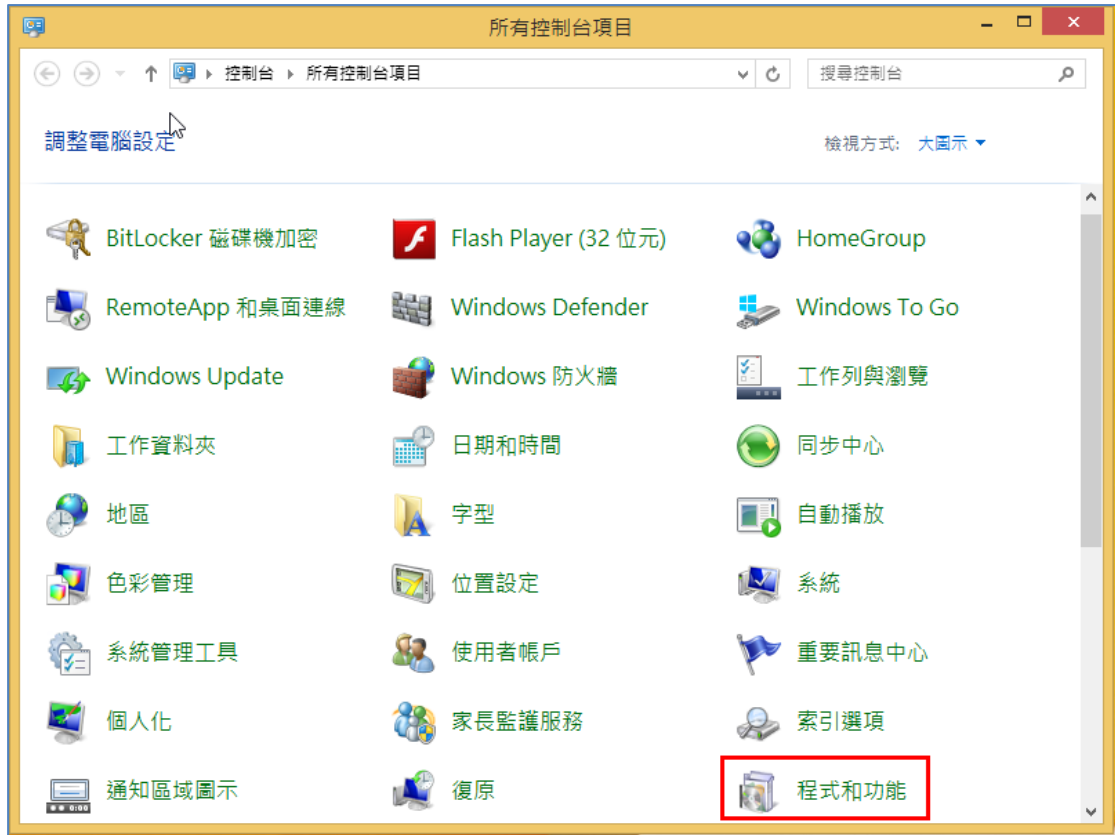 所有控制台項目
控制台 所有控制台項目
搜尋控制台
調整電腦設定
檢視方式: 大圖示
BitLocker 磁碟機加密
Flash Player (32 位元)
HomeGroup
RemoteApp 和桌面連線
Windows Defender
Windows To Go
Windows Update
Windows 防火牆
工作列與瀏覽
工作資料夾
日期和時間
同步中心
地區
字型
自動播放
色彩管理
位置設定
系統
系統管理工具
使用者帳戶
重要訊息中心
個人化
家長監護服務
索引選項
通知區域圖示
復原
程式和功能